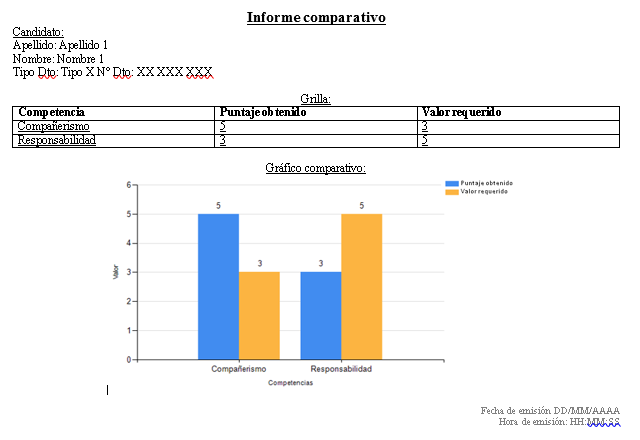 Informe comparativo
Candidato:
Apellido: Apellido 1
Nombre: Nombre 1
Tipo Dto: Tipo X Nº Dto: XX XXX XXX
Grilla:
Competencia Puntaje obtenido Valor requerido
Compañerismo 5 3
Responsabilidad 3 5
Gráfico comparativo:
Puntaje obtenido
Valor requerido
6
5
4
3
2
1
0
Valor
5 3 3 5
Compañerismo Responsabilidad
Competencias
Fecha de emisión DD/MM/AAAA
Hora de emisión: HH:MM:SS